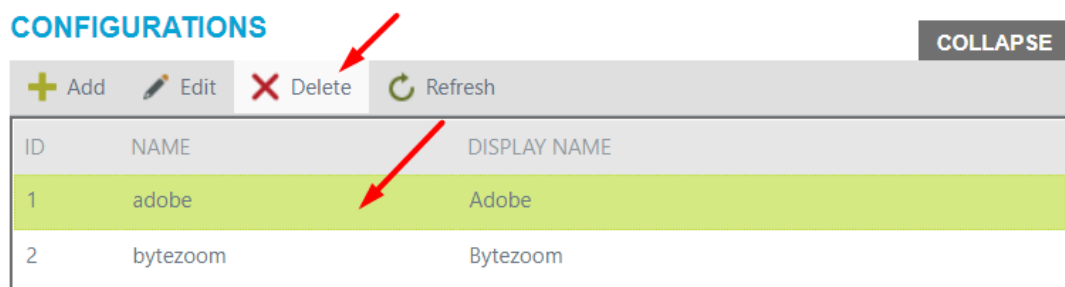 CONFIGURATIONS
COLLAPSE
Add Edit Delete Refresh
ID NAME DISPLAY NAME
1 adobe Adobe
2 bytezoom Bytezoom